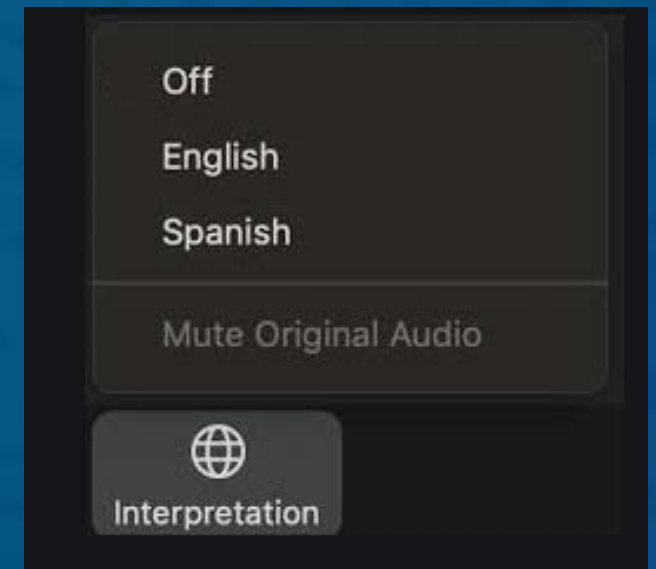 Off
English
Spanish
Mute Original Audio
Interpretation